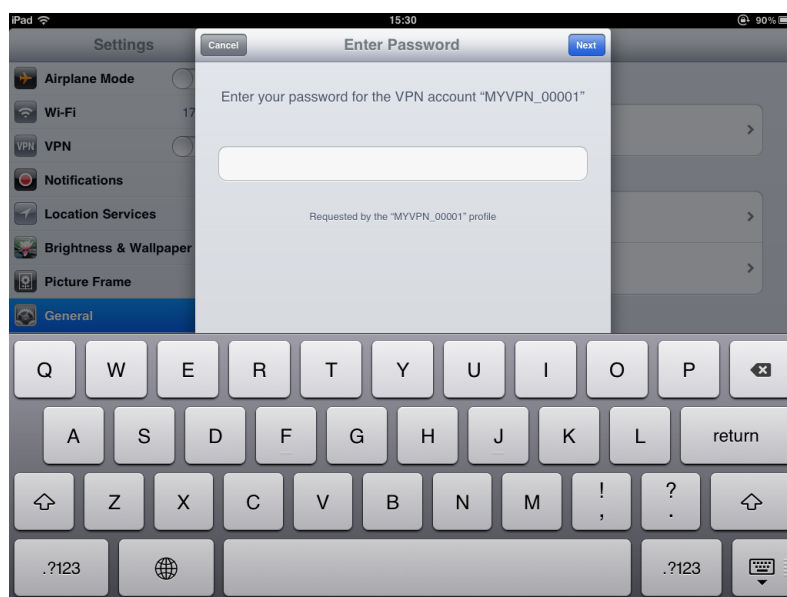 iPad 15:30 90%
Settings
Cancel Enter Password Next
Airplane Mode
Enter your password for the VPN account “MYVPN_00001”
Wi-Fi 17
VPN VPN
Notifications
Location Services
Requested by the “MYVPN_00001” profile
Brightness & Wallpaper
Picture Frame
General
Q W E R T Y U I O P
A S D F G H J K L return
Z X C V B N M ! , ? .
.?123 .?123